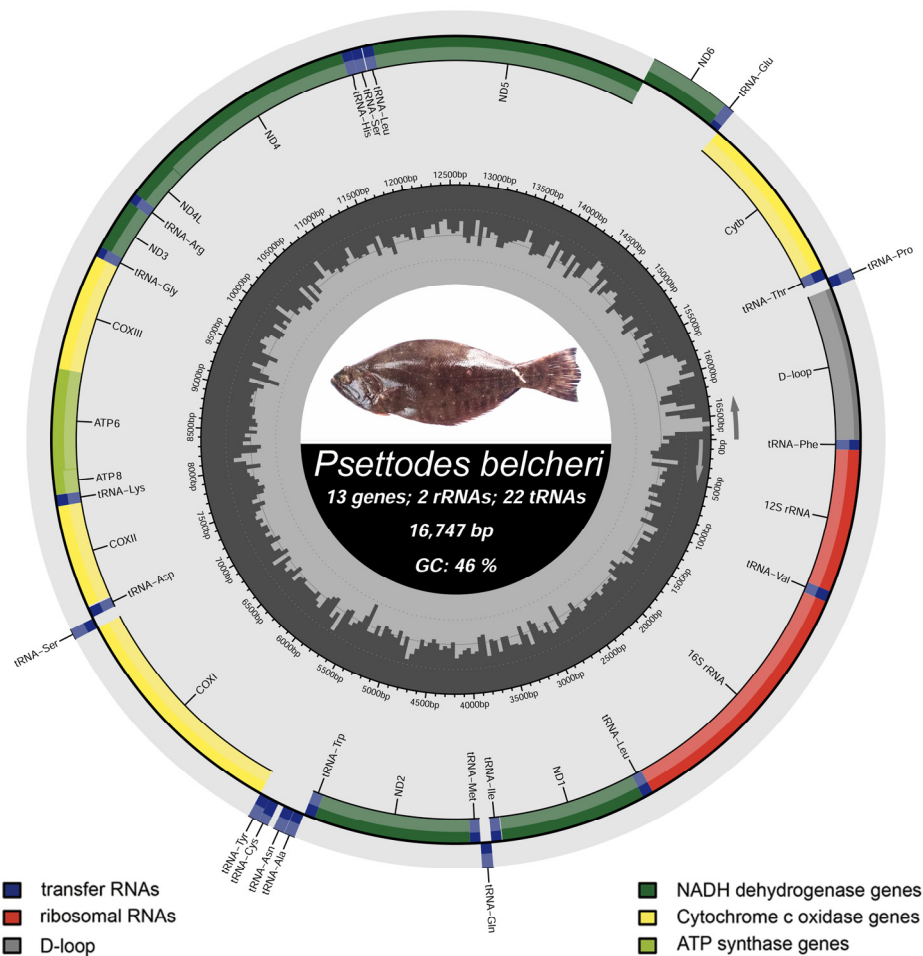 ND6
tRNA–Glu
tRNA–Leu
tRNA–Ser
tRNA–His
ND5
ND4
Cytb
tRNA–Pro
tRNA–Thr
ND4L
tRNA–Arg
ND3
tRNA–Gly
COXIII
D–loop
ATP6
tRNA–Phe
ATP8
tRNA–Lys
12S rRNA
COXII
tRNA–Val
tRNA–Asp
tRNA–Ser
16S rRNA
COXI
tRNA–Leu
tRNA–Trp
ND2
tRNA–Met
tRNA–Ile
ND1
tRNA–Tyr
tRNA–Cys
tRNA–Asn
tRNA–Ala
tRNA–Gln
0bp
500bp
1000bp
1500bp
2000bp
2500bp
3000bp
3500bp
4000bp
4500bp
5000bp
5500bp
6000bp
6500bp
7000bp
7500bp
8000bp
8500bp
9000bp
9500bp
10000bp
10500bp
11000bp
11500bp
12000bp
12500bp
13000bp
13500bp
14000bp
14500bp
15000bp
15500bp
16000bp
16500bp
Psettodes belcheri
13 genes; 2 rRNAs; 22 tRNAs
16,747 bp
GC: 46 %
transfer RNAs
ribosomal RNAs
D-loop
NADH dehydrogenase genes
Cytochrome c oxidase genes
ATP synthase genes